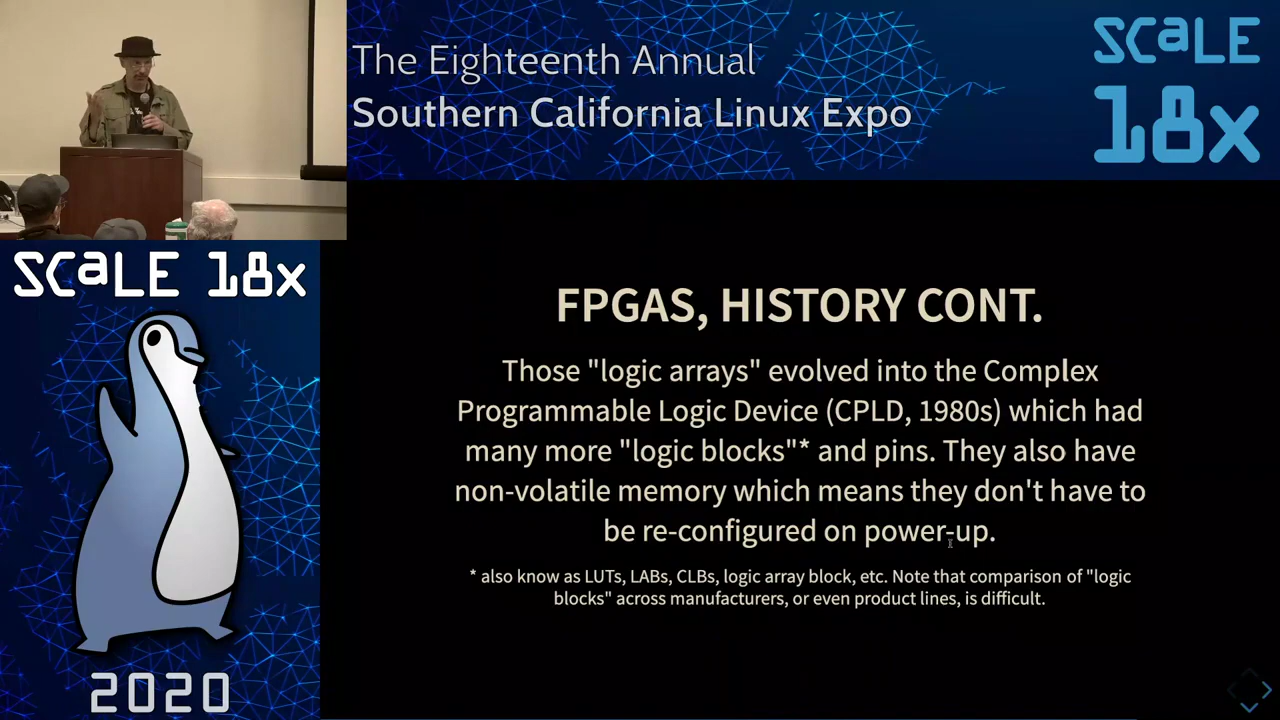 The Eighteenth Annual
Southern California Linux Expo
SCaLE
18x
SCaLE 18x
FPGAS, HISTORY CONT.
Those "logic arrays" evolved into the Complex
Programmable Logic Device (CPLD, 1980s) which had
many more "logic blocks"* and pins. They also have
non-volatile memory which means they don't have to
be re-configured on power-up.
* also know as LUTs, LABs, CLBs, logic array block, etc. Note that comparison of "logic
blocks" across manufacturers, or even product lines, is difficult.
2020